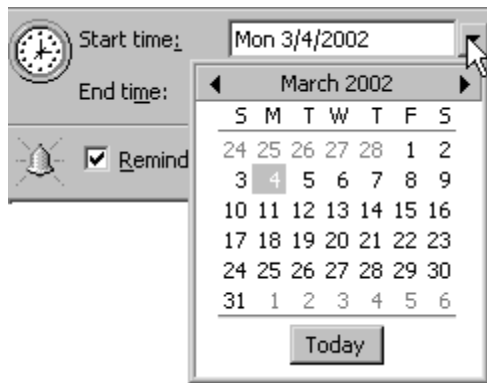 Start time: Mon 3/4/2002
End time:
March 2002
S M T W T F S
24 25 26 27 28 1 2
3 4 5 6 7 8 9
10 11 12 13 14 15 16
17 18 19 20 21 22 23
24 25 26 27 28 29 30
31 1 2 3 4 5 6
Remind
Today